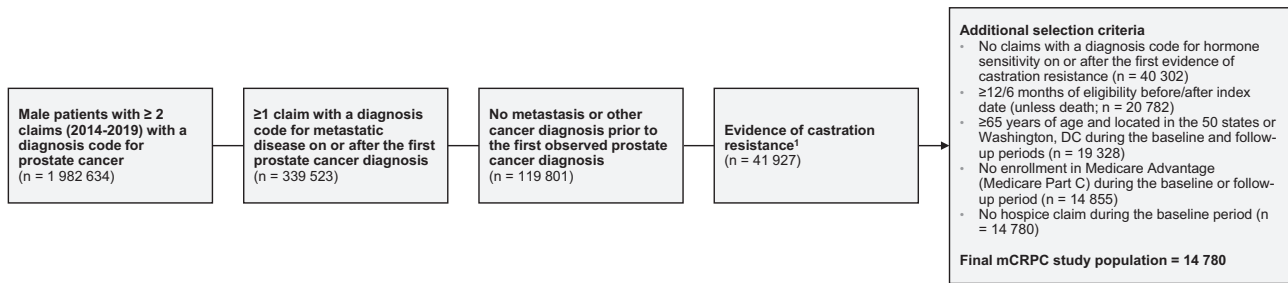 Male patients with ≥ 2
claims (2014-2019) with a
diagnosis code for
prostate cancer
(n = 1 982 634)
≥1 claim with a diagnosis
code for metastatic
disease on or after the first
prostate cancer diagnosis
(n = 339 523)
No metastasis or other
cancer diagnosis prior to
the first observed prostate
cancer diagnosis
(n = 119 801)
Evidence of castration
resistance¹
(n = 41 927)
Additional selection criteria
• No claims with a diagnosis code for hormone
sensitivity on or after the first evidence of
castration resistance (n = 40 302)
• ≥12/6 months of eligibility before/after index
date (unless death; n = 20 782)
• ≥65 years of age and located in the 50 states or
Washington, DC during the baseline and follow-
up periods (n = 19 328)
• No enrollment in Medicare Advantage
(Medicare Part C) during the baseline or follow-
up period (n = 14 855)
• No hospice claim during the baseline period (n
= 14 780)
Final mCRPC study population = 14 780